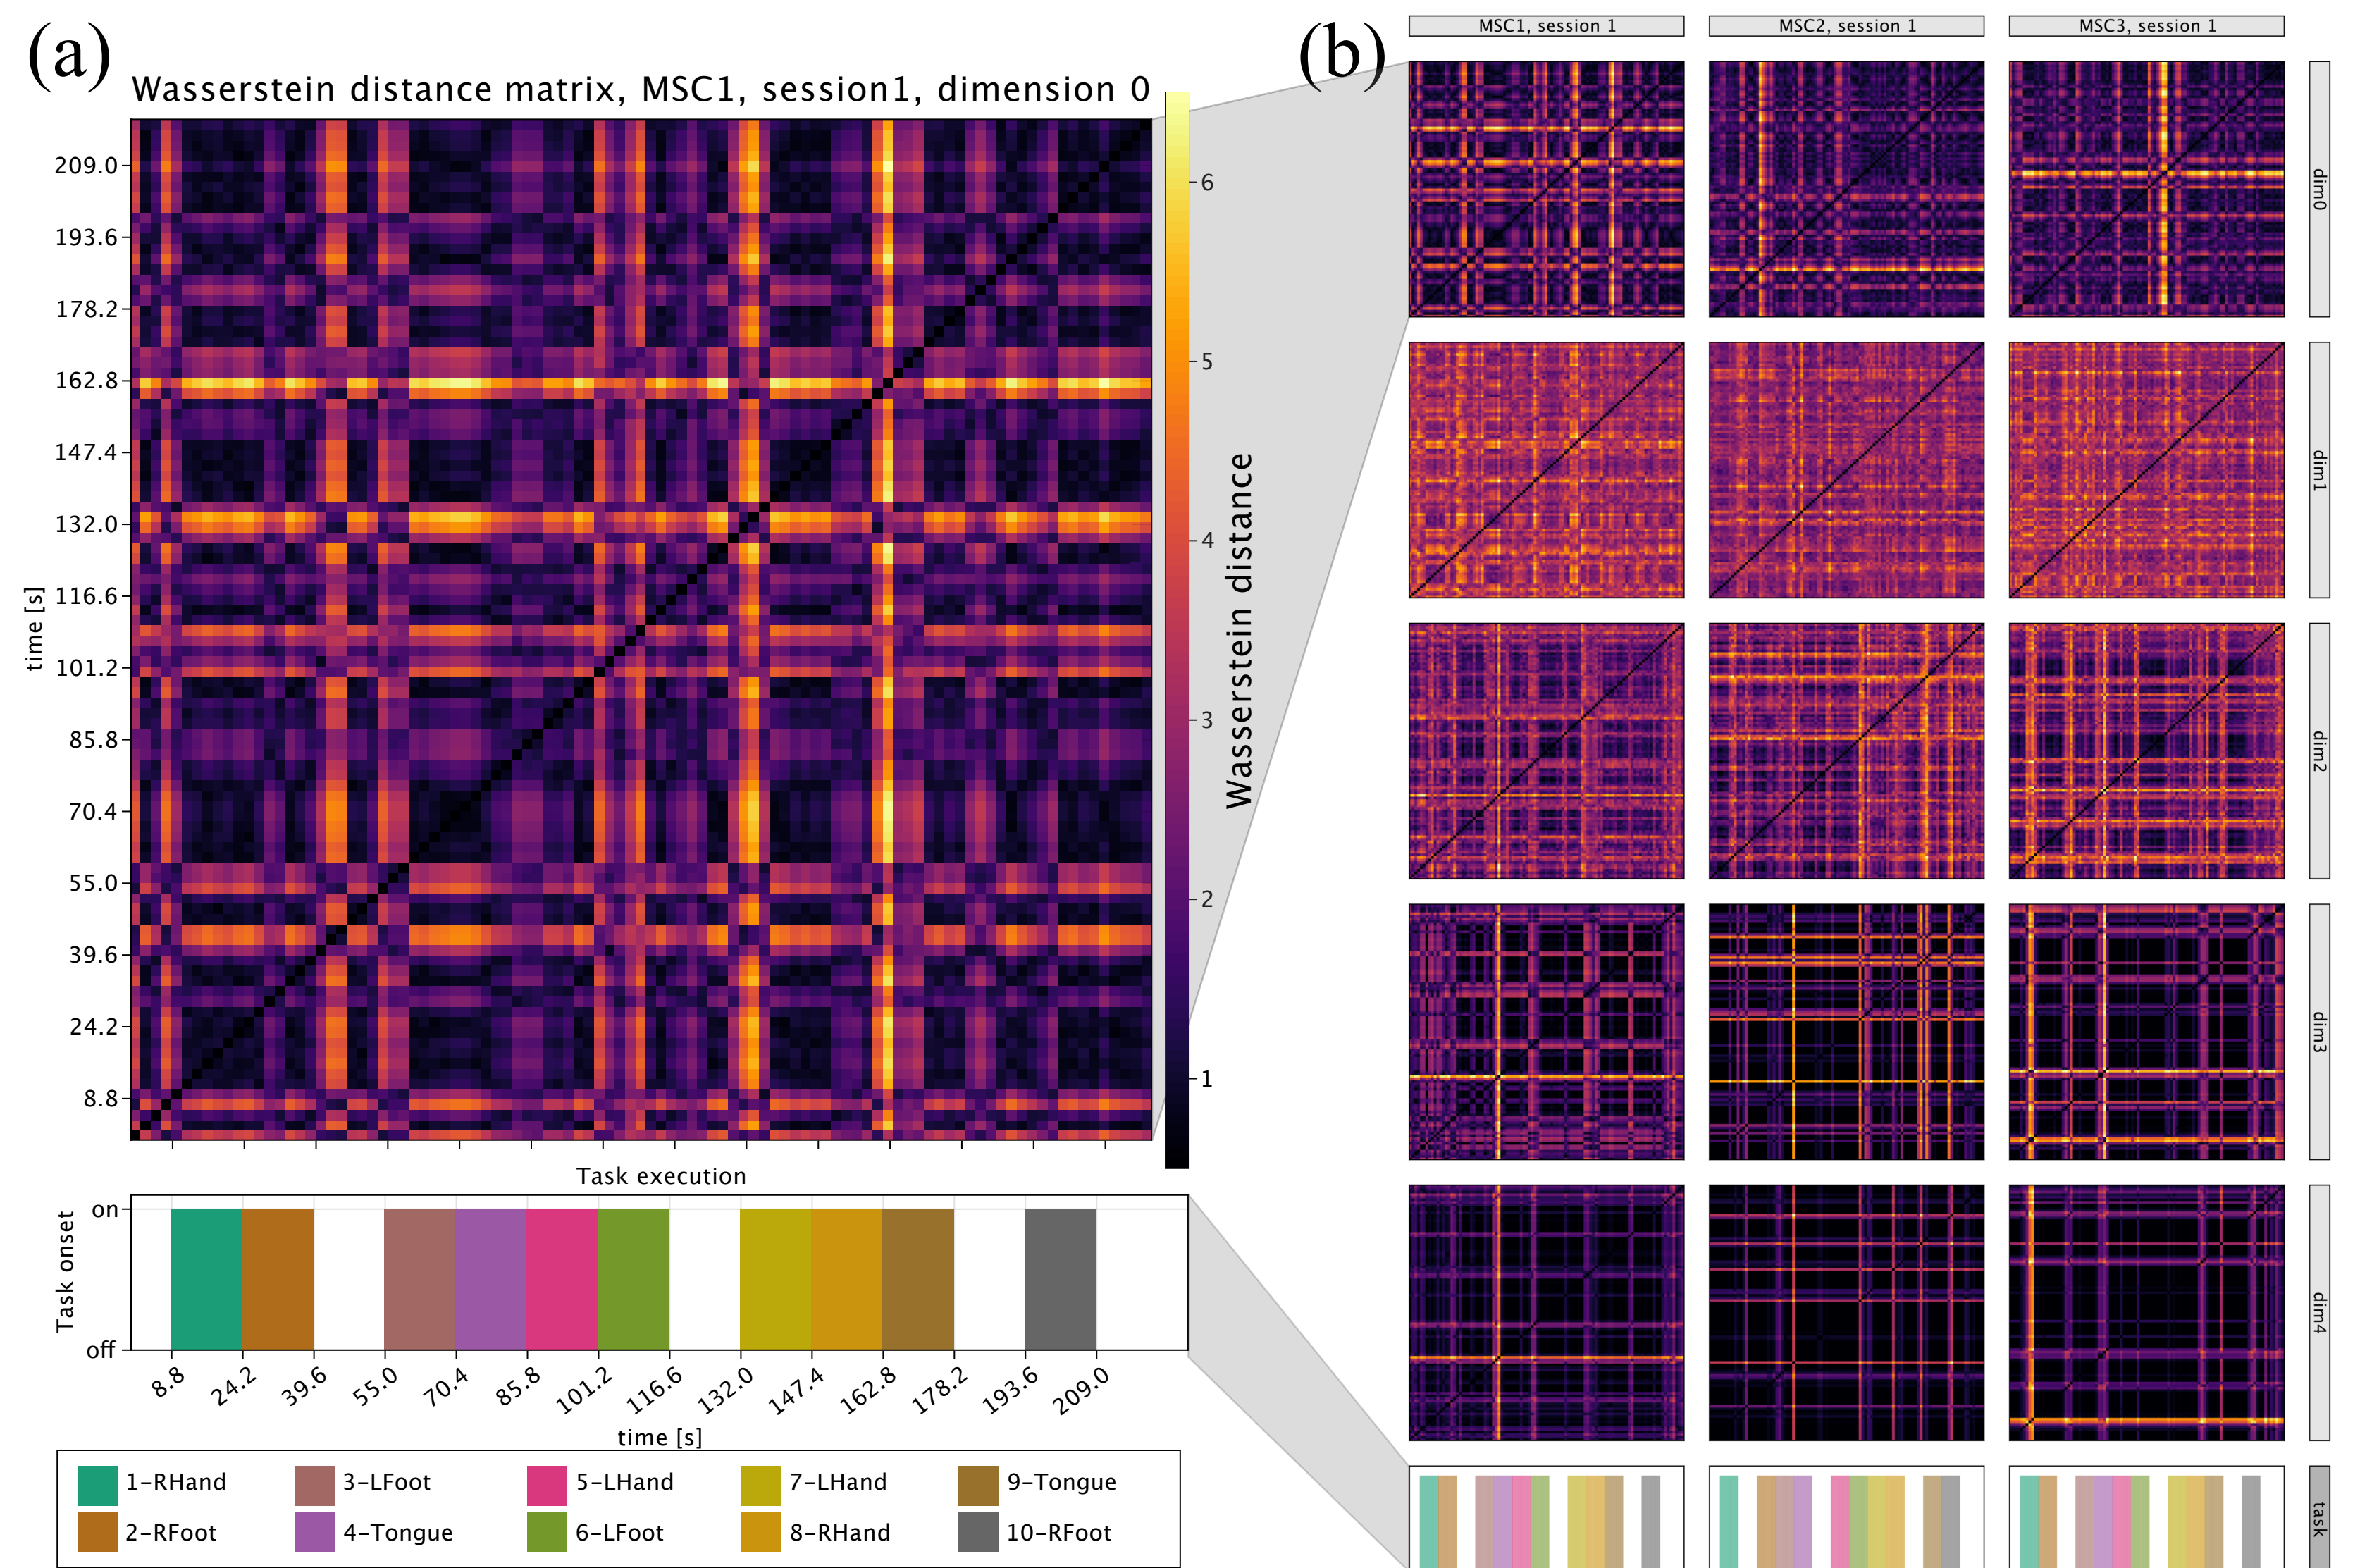 (a)
Wasserstein distance matrix, MSC1, session1, dimension 0
time [s]
209.0
193.6
178.2
162.8
147.4
132.0
116.6
101.2
85.8
70.4
55.0
39.6
24.2
8.8
6
5
4
3
2
1
Wasserstein distance
Task execution
Task onset
on
off
8.8 24.2 39.6 55.0 70.4 85.8 101.2 116.6 132.0 147.4 162.8 178.2 193.6 209.0
time [s]
1-RHand 3-LFoot 5-LHand 7-LHand 9-Tongue
2-RFoot 4-Tongue 6-LFoot 8-RHand 10-RFoot
(b)
MSC1, session 1 MSC2, session 1 MSC3, session 1
dim0
dim1
dim2
dim3
dim4
task